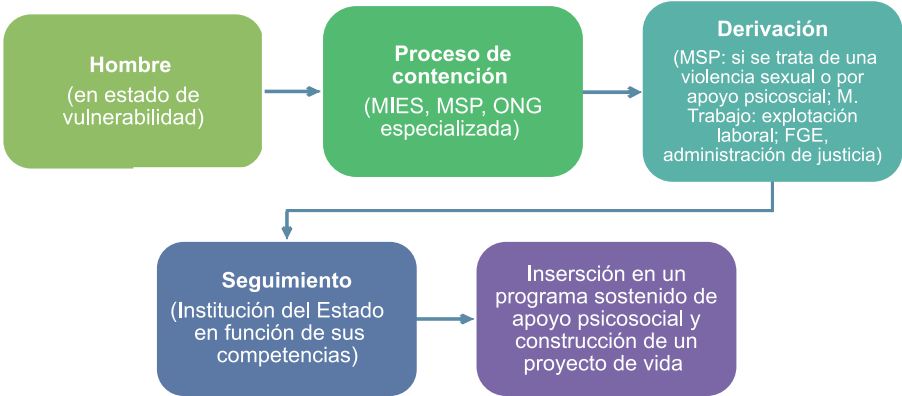 Hombre
(en estado de
vulnerabilidad)
Proceso de
contención
(MIES, MSP, ONG
especializada)
Derivación
(MSP: si se trata de una
violencia sexual o por
apoyo psicoscial; M.
Trabajo: explotación
laboral; FGE,
administración de justicia)
Seguimiento
(Institución del Estado
en función de sus
competencias)
Insersción en un
programa sostenido de
apoyo psicosocial y
construcción de un
proyecto de vida